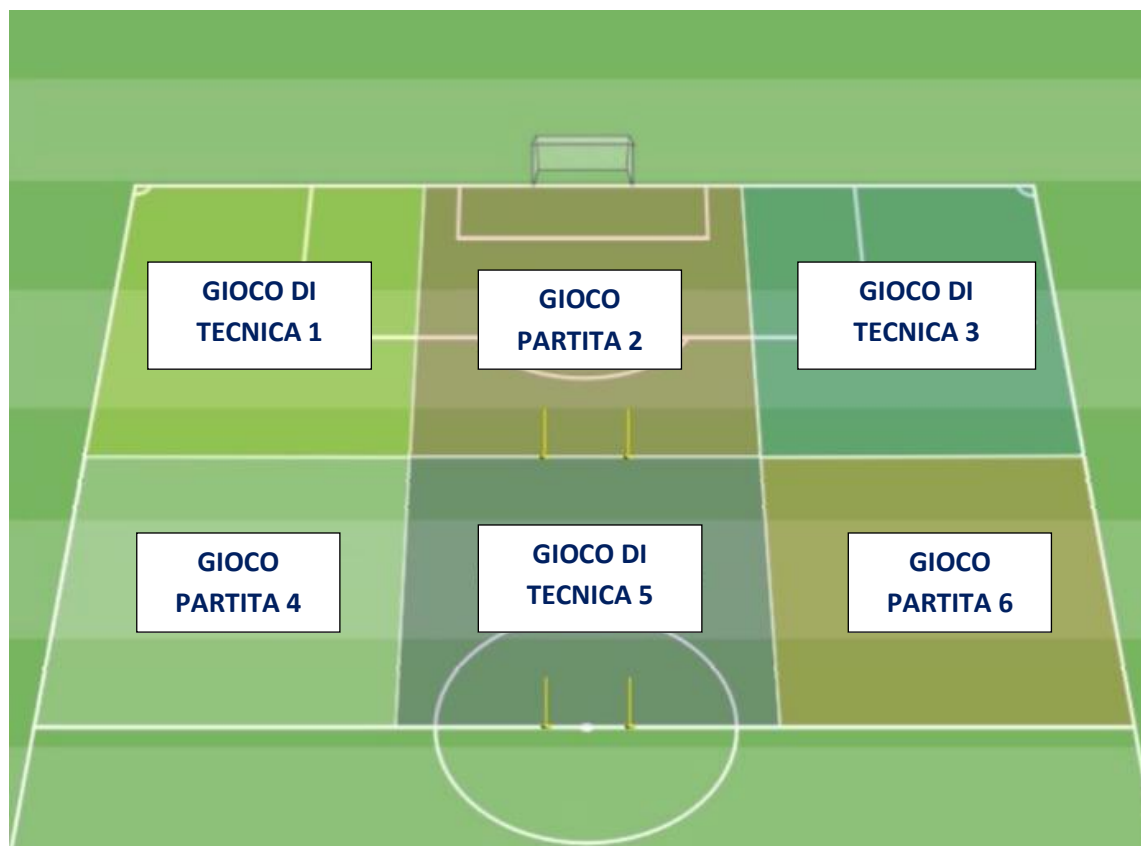 GIOCO DI
TECNICA 1
GIOCO
PARTITA 2
GIOCO DI
TECNICA 3
GIOCO
PARTITA 4
GIOCO DI
TECNICA 5
GIOCO
PARTITA 6